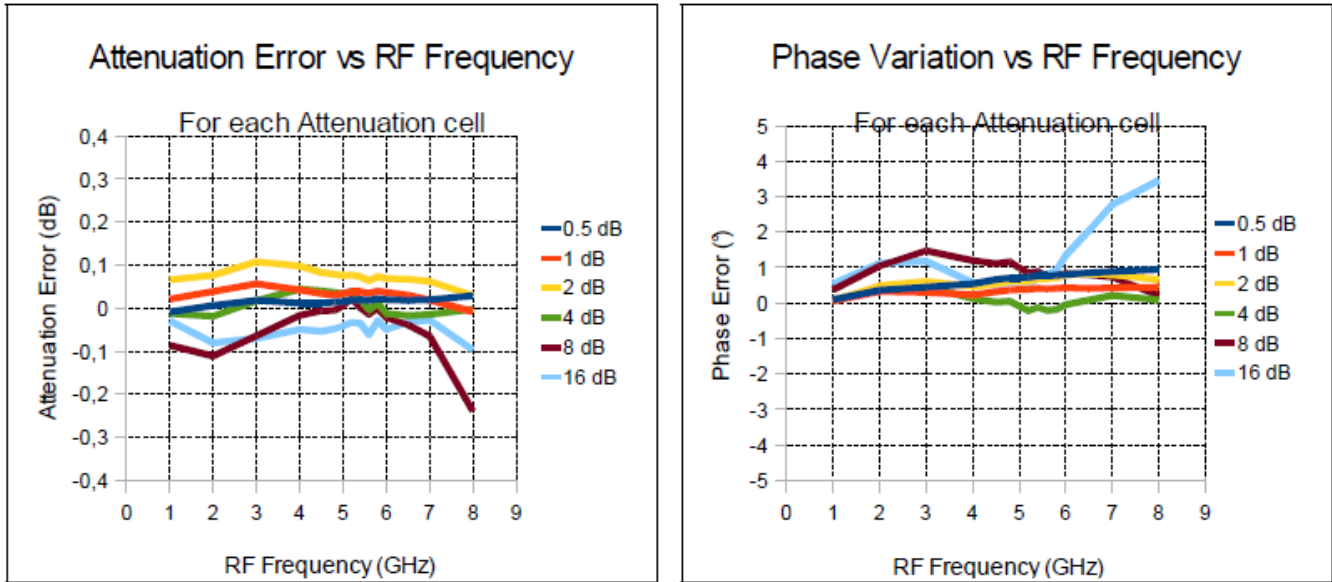 Attenuation Error vs RF Frequency
For each Attenuation cell
0,4
0,3
0,2
0,1
0
-0,1
-0,2
-0,3
-0,4
Attenuation Error (dB)
0 1 2 3 4 5 6 7 8 9
RF Frequency (GHz)
0.5 dB
1 dB
2 dB
4 dB
8 dB
16 dB
Phase Variation vs RF Frequency
For each Attenuation cell
5
4
3
2
1
0
-1
-2
-3
-4
-5
Phase Error (°)
0 1 2 3 4 5 6 7 8 9
RF Frequency (GHz)
0.5 dB
1 dB
2 dB
4 dB
8 dB
16 dB